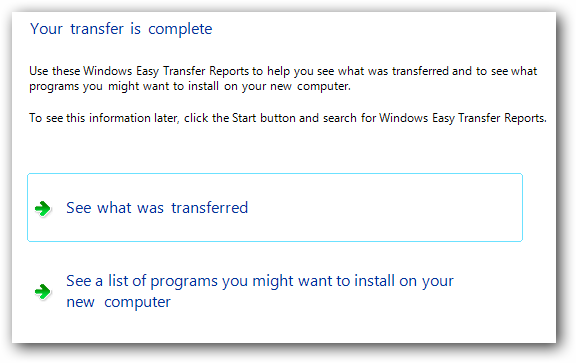 Your transfer is complete
Use these Windows Easy Transfer Reports to help you see what was transferred and to see what
programs you might want to install on your new computer.
To see this information later, click the Start button and search for Windows Easy Transfer Reports.
See what was transferred
See a list of programs you might want to install on your
new computer